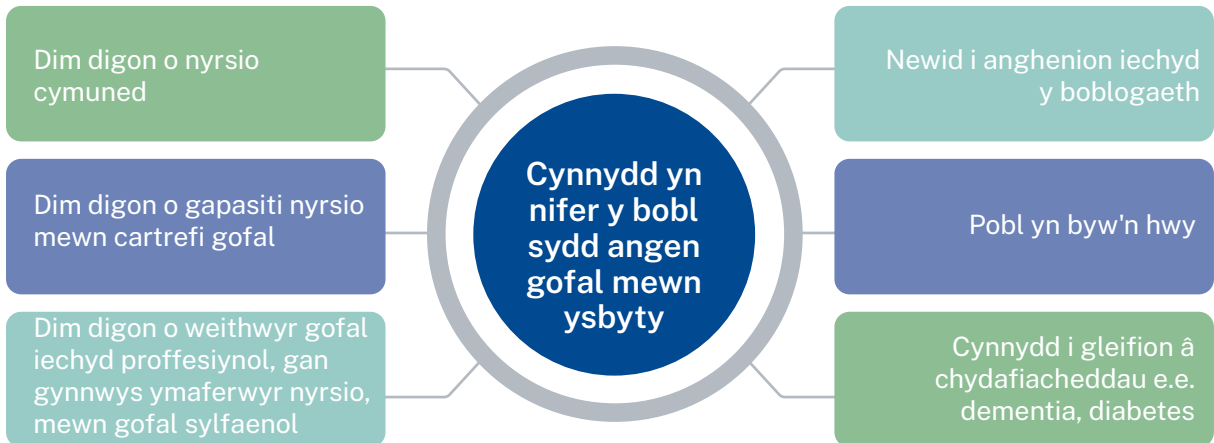 Dim digon o nyrsio
cymuned
Dim digon o gapasiti nyrsio
mewn cartrefi gofal
Dim digon o weithwyr gofal
iechyd proffesiynol, gan
gynnwys ymaferwyr nyrsio,
mewn gofal sylfaenol
Cynnydd yn
nifer y bobl
sydd angen
gofal mewn
ysbyty
Newid i anghenion iechyd
y boblogaeth
Pobl yn byw'n hwy
Cynnydd i gleifion â
chydafiacheddau e.e.
dementia, diabetes